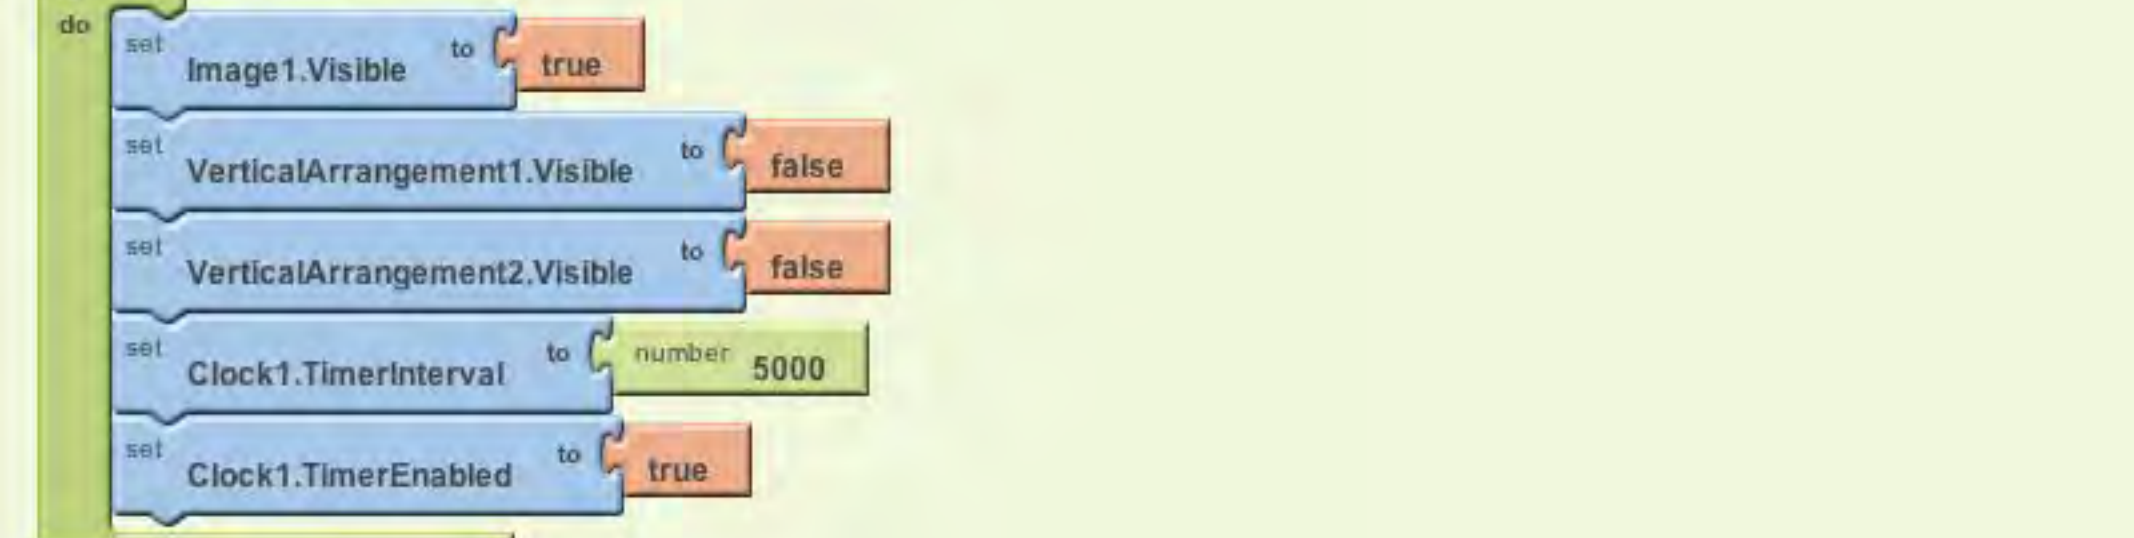 do
set Image1.Visible to true
set VerticalArrangement1.Visible to false
set VerticalArrangement2.Visible to false
set Clock1.TimerInterval to number 5000
set Clock1.TimerEnabled to true